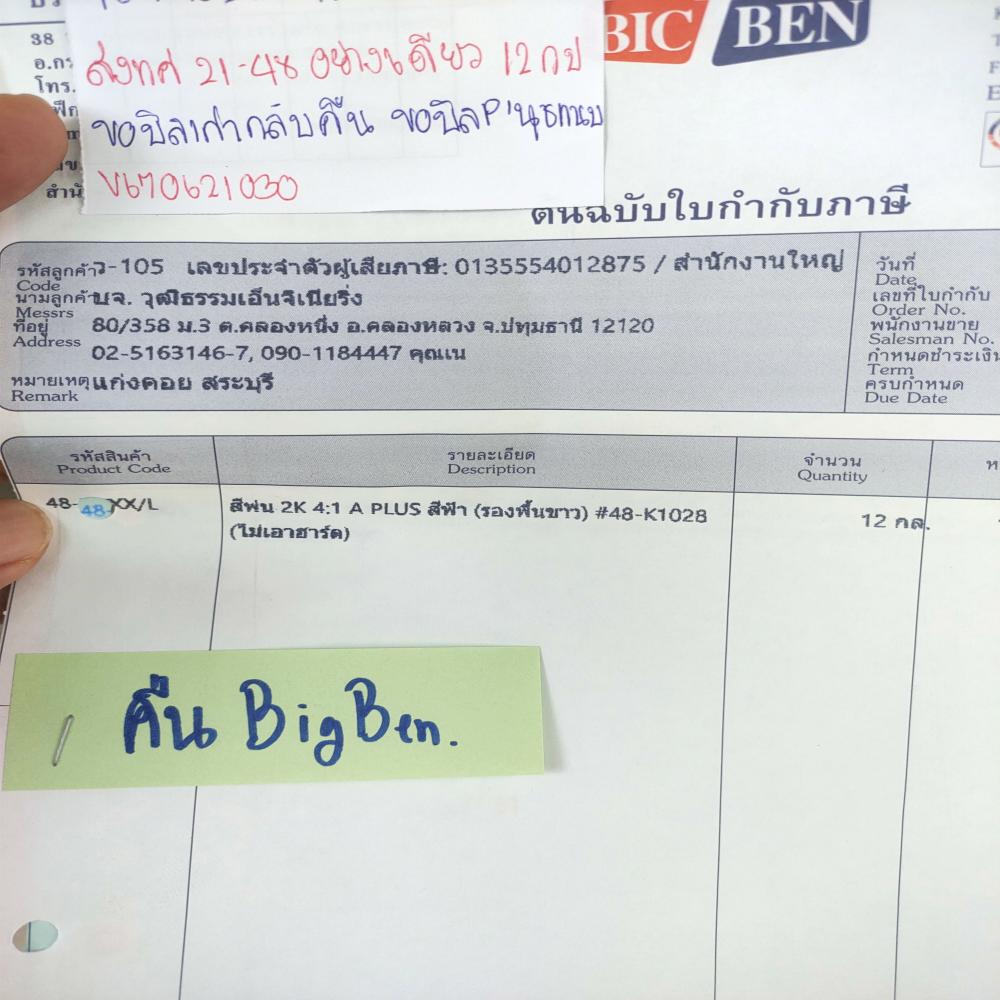 BIC BEN
38
อ.กร
โทร.
ส่งทศ 21-48 อย่างเดียว 12 กป
ขอบิลเก่ากลับคืน ขอบิล P'นุธแนบ
V670621030
สำนั
ต้นฉบับใบกำกับภาษี
รหัสลูกค้า ว-105 เลขประจำตัวผู้เสียภาษี: 0135554012875 / สำนักงานใหญ่
Code
นามลูกค้า บจ. วุฒิธรรมเอ็นจิเนียริ่ง
Messrs
ที่อยู่ 80/358 ม.3 ต.คลองหนึ่ง อ.คลองหลวง จ.ปทุมธานี 12120
Address 02-5163146-7, 090-1184447 คุณเน
หมายเหตุ แก่งคอย สระบุรี
Remark
วันที่
Date
เลขที่ใบกำกับ
Order No.
พนักงานขาย
Salesman No.
กำหนดชำระเงิน
Term
ครบกำหนด
Due Date
รหัสสินค้า รายละเอียด จำนวน
Product Code Description Quantity
48-48XX/L สีพ่น 2K 4:1 A PLUS สีฟ้า (รองพื้นขาว) #48-K1028 12 กล.
(ไม่เอาฮาร์ด)
คืน BigBen.